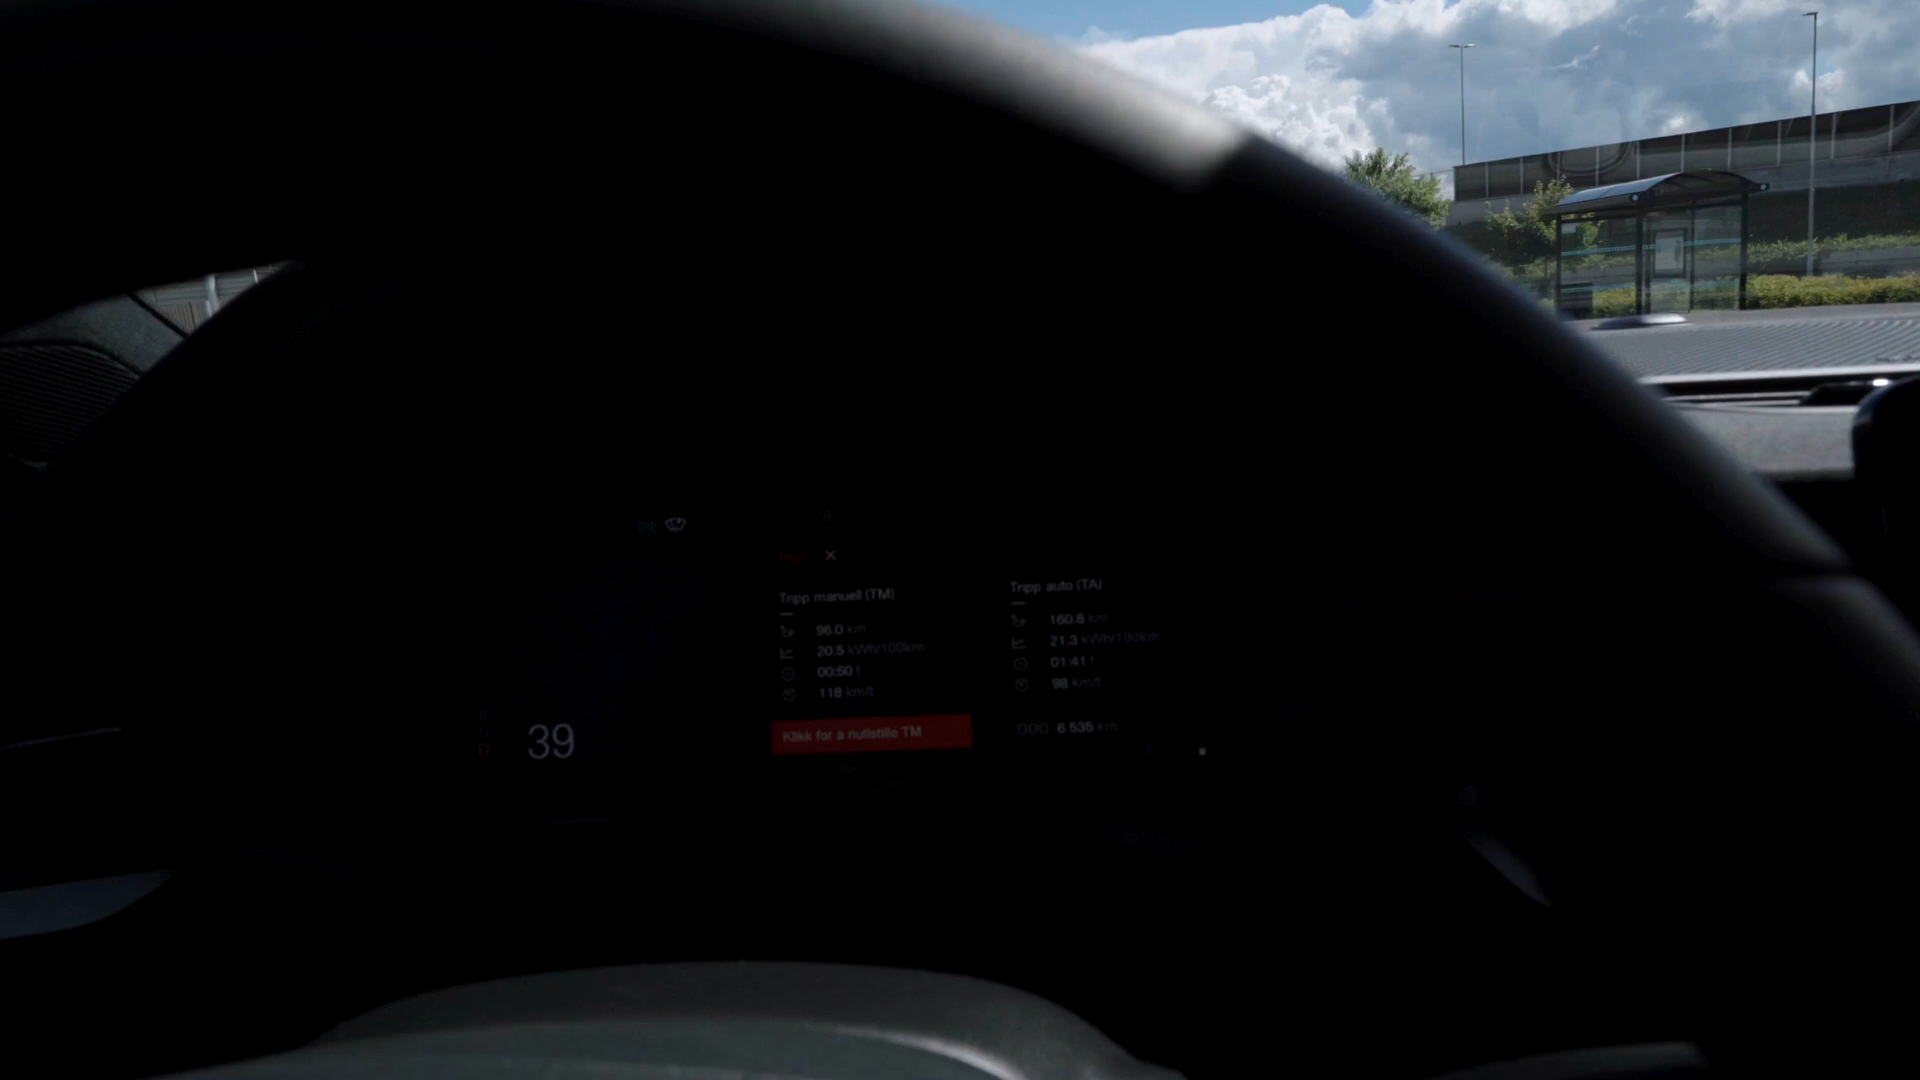 Tripp manuell (TM)
96.0 km
20.5 kWh/100km
00:50 t
118 km/t
Klikk for å nullstille TM
Tripp auto (TA)
160.8 km
21.3 kWh/100km
01:41 t
98 km/t
ODO 6 535 km
39